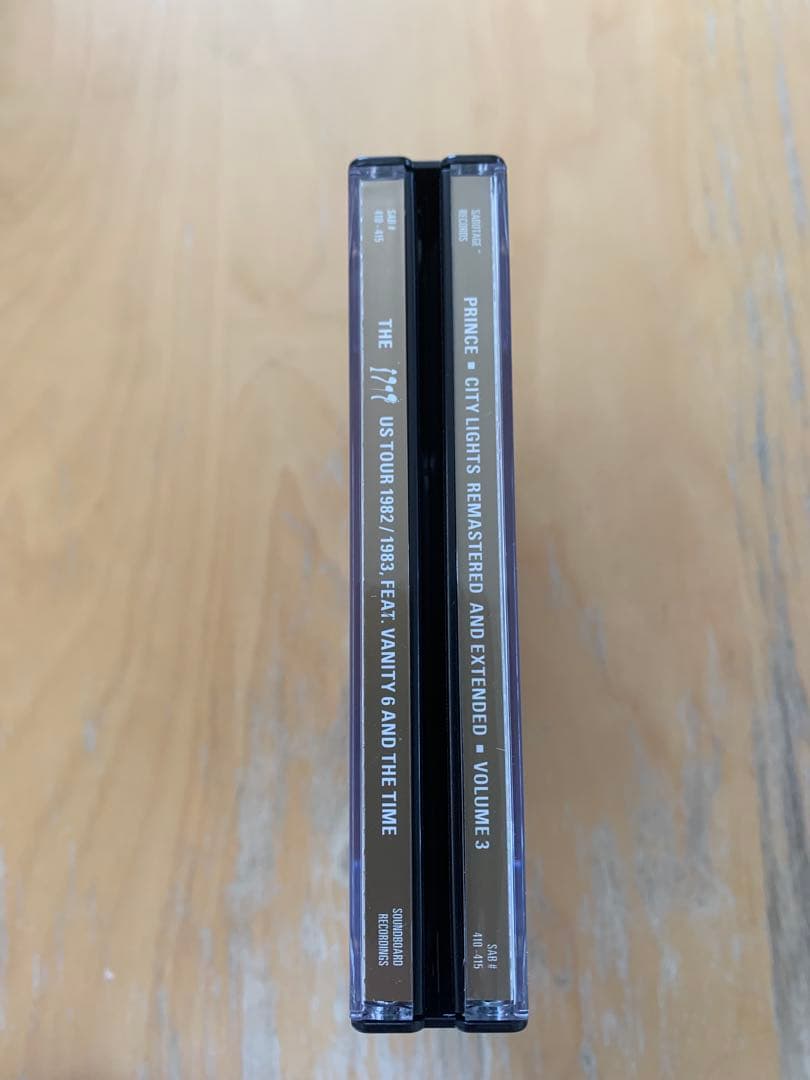 SABOTAGE
RECORDS
PRINCE ▪ CITY LIGHTS REMASTERED AND EXTENDED ▪ VOLUME 3
SAB #
410 - 415
SAB #
410 - 415
THE 1999 US TOUR 1982 / 1983, FEAT. VANITY 6 AND THE TIME
SOUNDBOARD
RECORDINGS